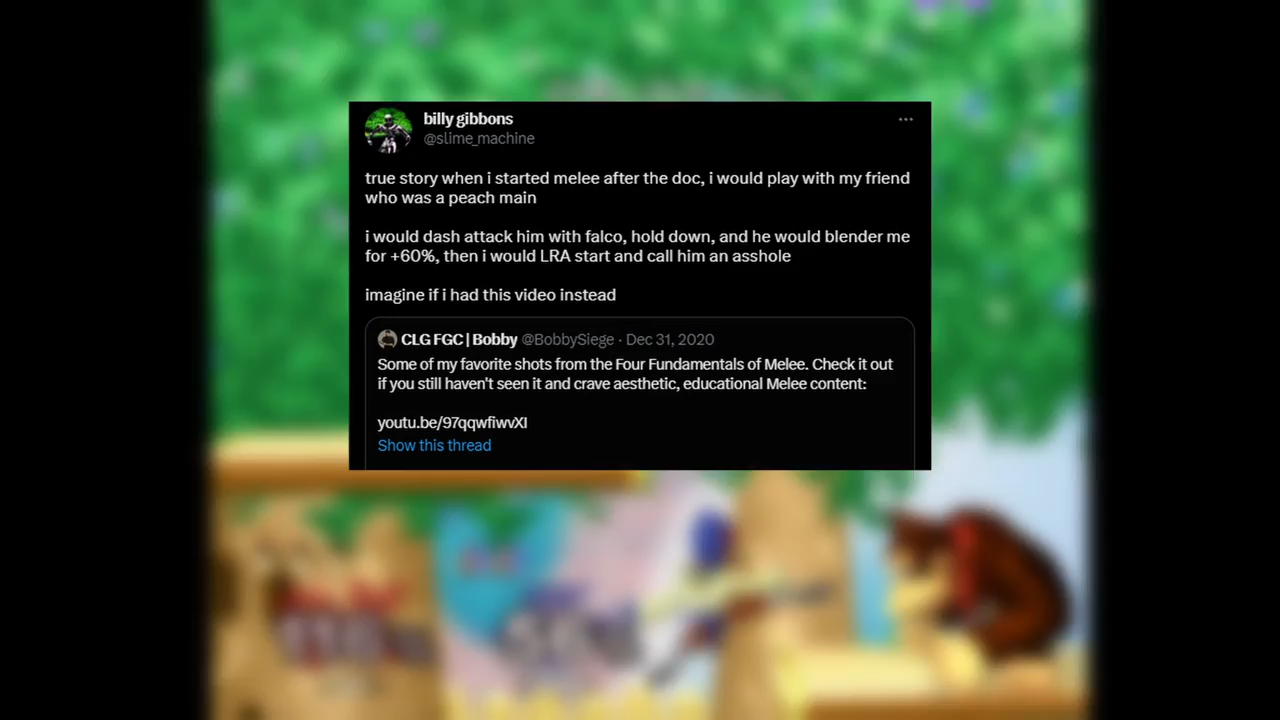 billy gibbons
@slime_machine
true story when i started melee after the doc, i would play with my friend
who was a peach main
i would dash attack him with falco, hold down, and he would blender me
for +60%, then i would LRA start and call him an asshole
imagine if i had this video instead
CLG FGC | Bobby @BobbySiege · Dec 31, 2020
Some of my favorite shots from the Four Fundamentals of Melee. Check it out
if you still haven't seen it and crave aesthetic, educational Melee content:
youtu.be/97qqwfiwvXI
Show this thread